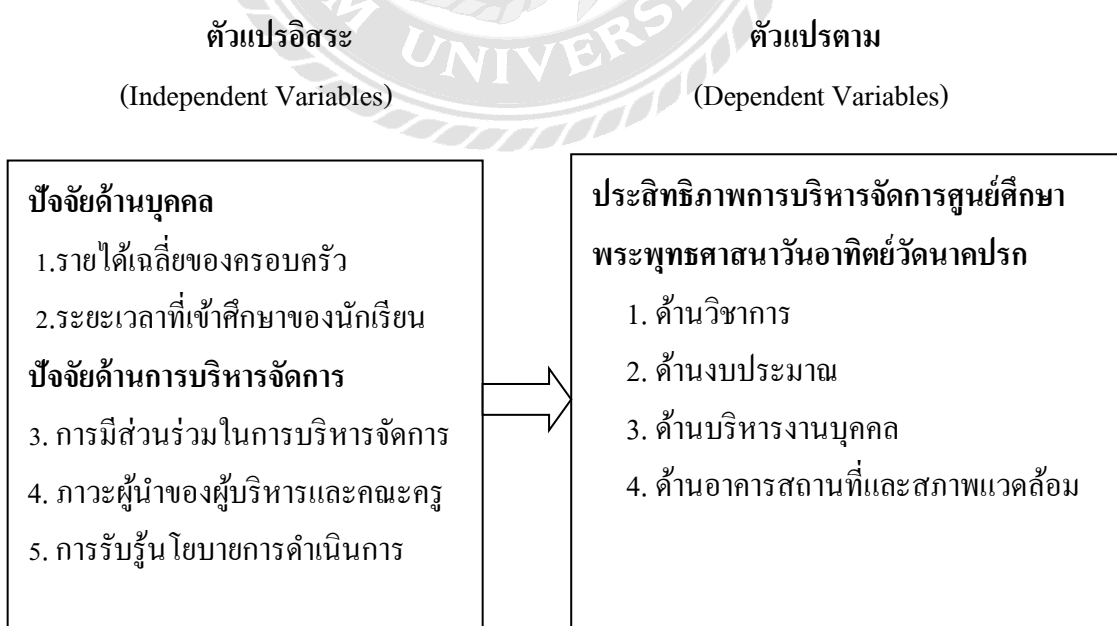 UNIVERS
ตัวแปรอิสระ
(Independent Variables)
ตัวแปรตาม
(Dependent Variables)
ปัจจัยด้านบุคคล
1.รายได้เฉลี่ยของครอบครัว
2.ระยะเวลาที่เข้าศึกษาของนักเรียน
ปัจจัยด้านการบริหารจัดการ
3. การมีส่วนร่วมในการบริหารจัดการ
4. ภาวะผู้นำของผู้บริหารและคณะครู
5. การรับรู้นโยบายการดำเนินการ
ประสิทธิภาพการบริหารจัดการศูนย์ศึกษา
พระพุทธศาสนาวันอาทิตย์วัดนาคปรก
1. ด้านวิชาการ
2. ด้านงบประมาณ
3. ด้านบริหารงานบุคคล
4. ด้านอาคารสถานที่และสภาพแวดล้อม